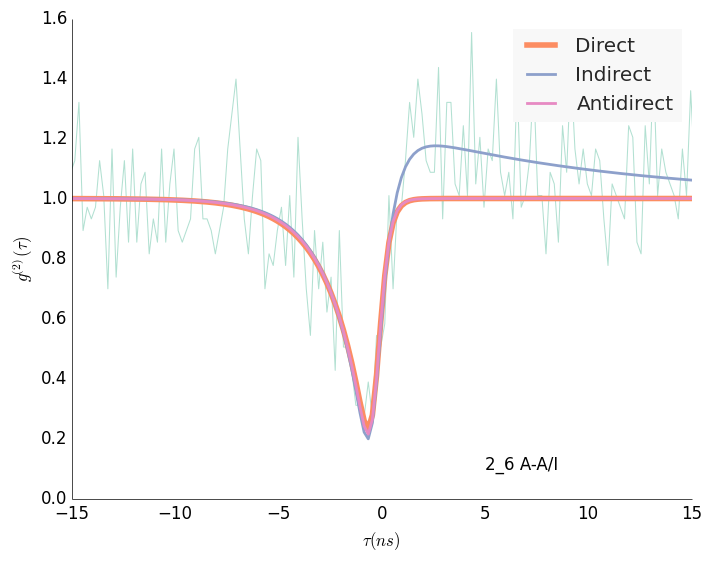 1.6
1.4
1.2
1.0
0.8
0.6
0.4
0.2
0.0
g^(2)(τ)
Direct
Indirect
Antidirect
2_6 A-A/I
−15 −10 −5 0 5 10 15
τ(ns)